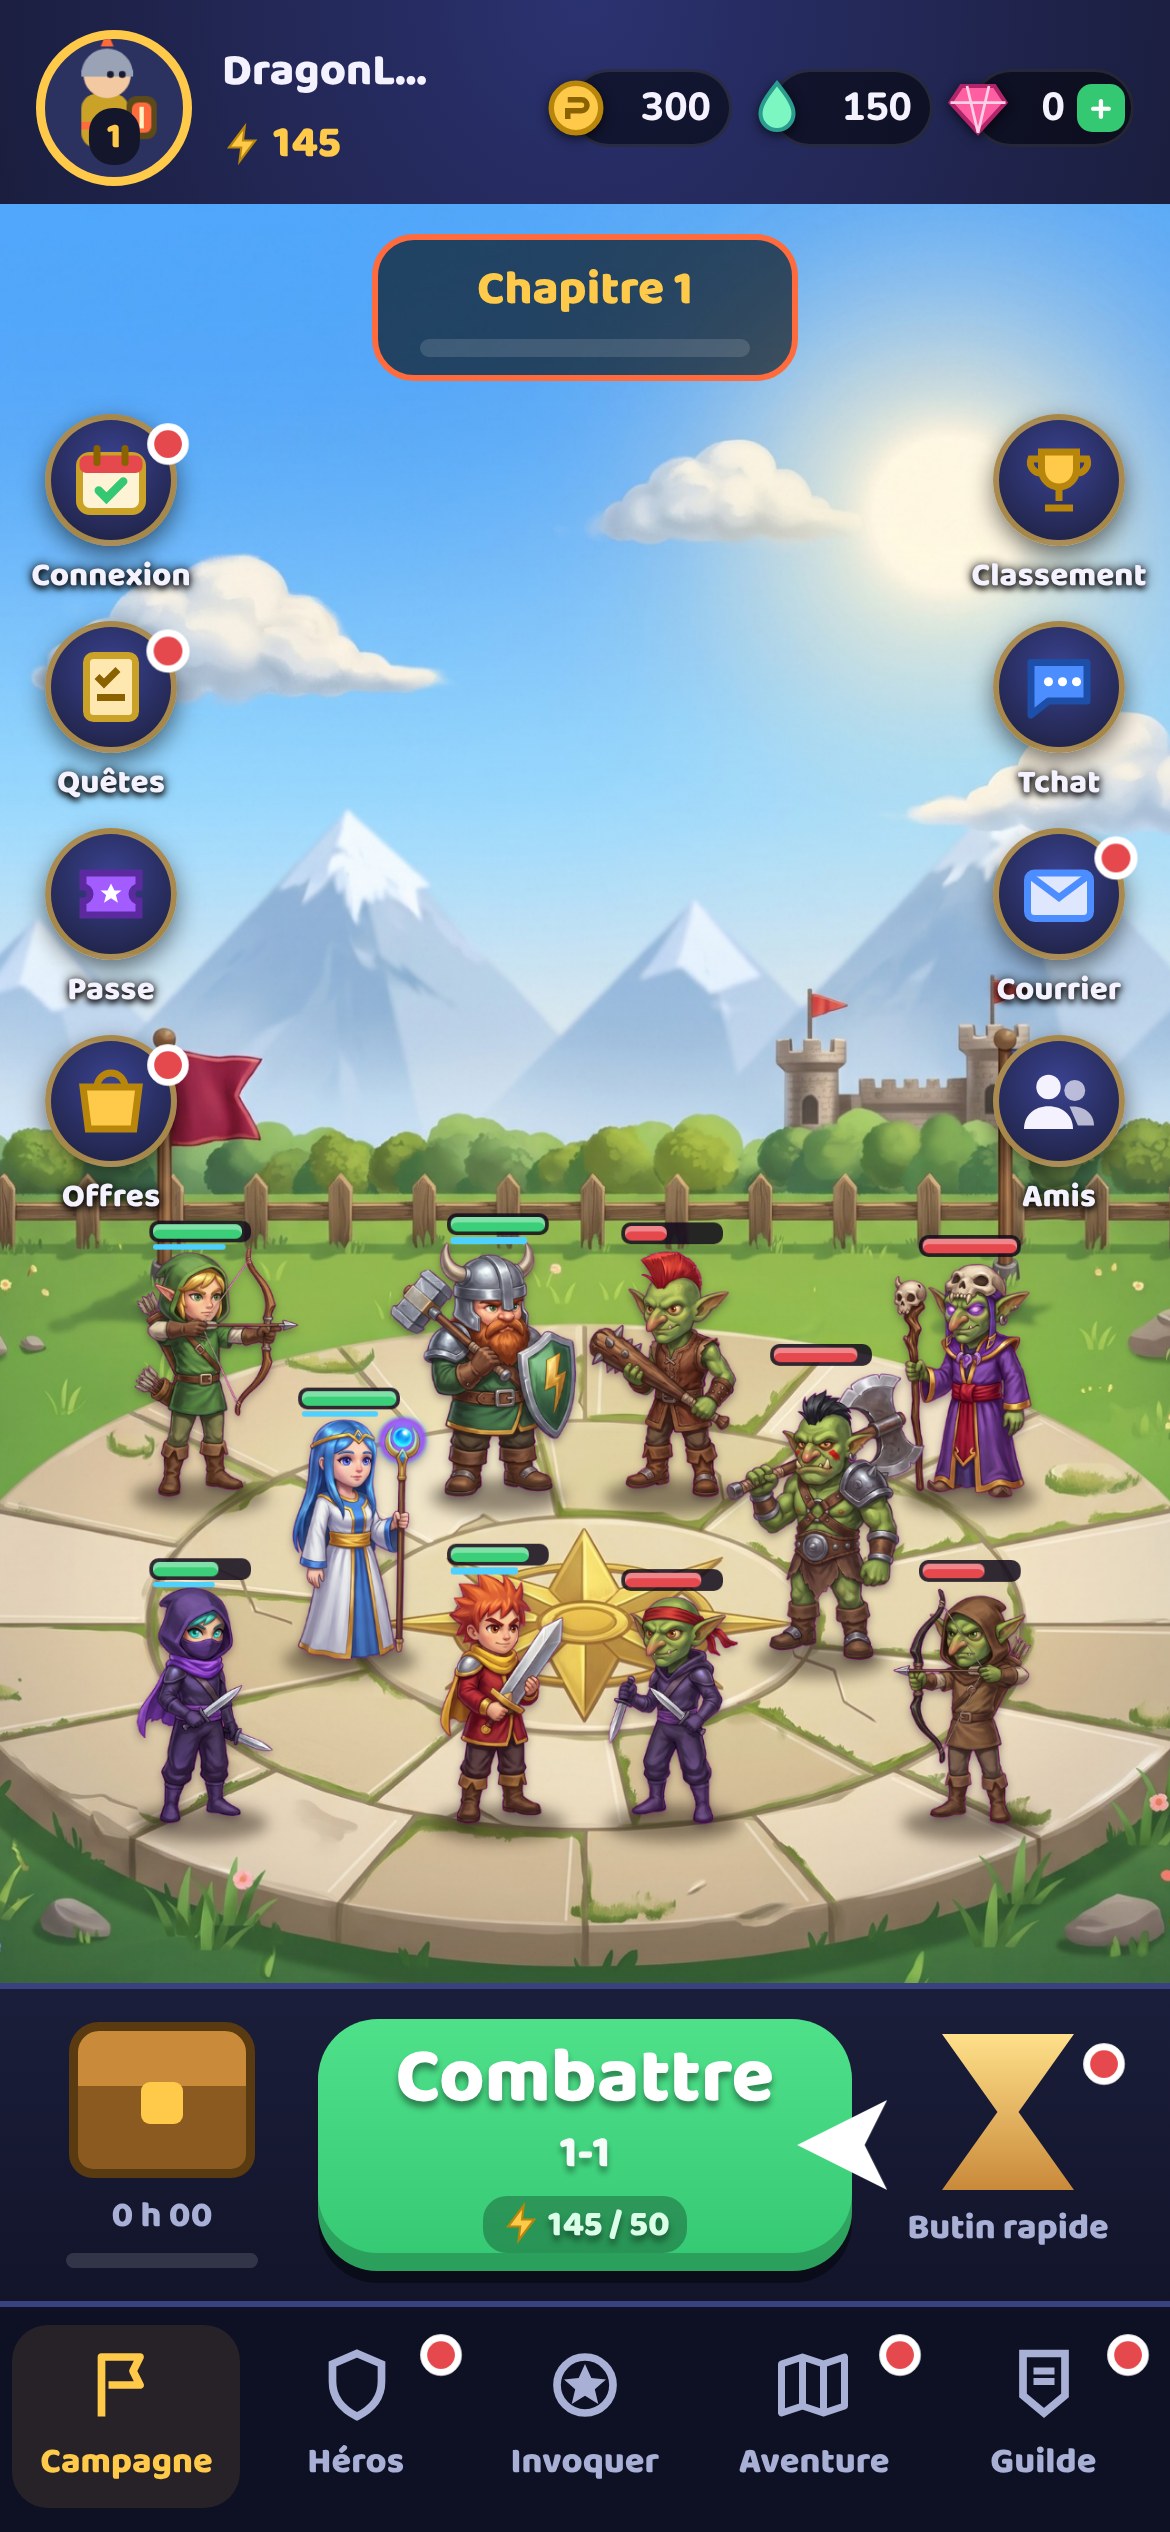 DragonL...
145
300
150
0
1
Chapitre 1
Connexion
Classement
Quêtes
Tchat
Passe
Courrier
Offres
Amis
Combattre
1-1
145 / 50
0 h 00
Butin rapide
Campagne
Héros
Invoquer
Aventure
Guilde